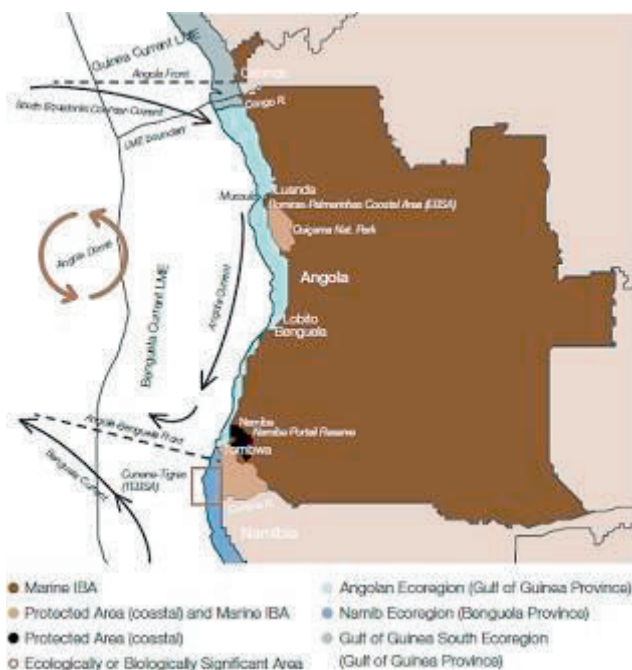 Guinea Current LME
Angola Front
Cabinda
South Equatorial Counter-Current
Congo R.
LME boundary
Luanda
Mussulo
Ramiros-Palmerinhas Coastal Area (EBSA)
Quiçama Nat. Park
Angola Dome
Angola
Benguela Current LME
Angola Current
Lobito
Benguela
Namibe
Namibe Partial Reserve
Angola-Benguela Front
Tombwa
Cunene-Tigres
(EBSA)
Benguela Current
Cunene R.
Namibia
Marine IBA
Protected Area (coastal) and Marine IBA
Protected Area (coastal)
Ecologically or Biologically Significant Area
Angolan Ecoregion (Gulf of Guinea Province)
Namib Ecoregion (Benguela Province)
Gulf of Guinea South Ecoregion
(Gulf of Guinea Province)